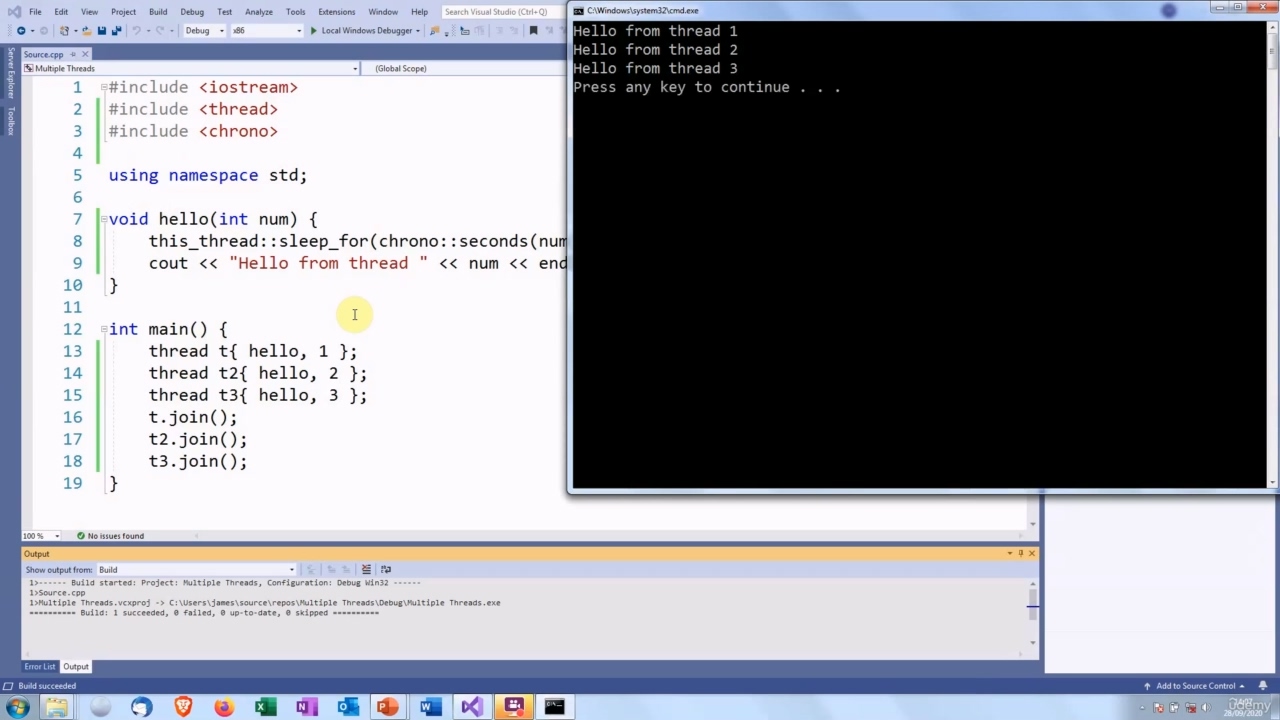 File Edit View Project Build Debug Test Analyze Tools Extensions Window Help Search Visual Studio (Ctrl+Q)
C:\Windows\system32\cmd.exe
Debug x86 Local Windows Debugger
Source.cpp
Multiple Threads (Global Scope)
Server Explorer
Toolbox
1 #include <iostream>
2 #include <thread>
3 #include <chrono>
4
5 using namespace std;
6
7 void hello(int num) {
8 this_thread::sleep_for(chrono::seconds(num
9 cout << "Hello from thread " << num << end
10 }
11
12 int main() {
13 thread t{ hello, 1 };
14 thread t2{ hello, 2 };
15 thread t3{ hello, 3 };
16 t.join();
17 t2.join();
18 t3.join();
19 }
Hello from thread 1
Hello from thread 2
Hello from thread 3
Press any key to continue . . .
100 % No issues found
Output
Show output from: Build
1>------ Build started: Project: Multiple Threads, Configuration: Debug Win32 ------
1>Source.cpp
1>Multiple Threads.vcxproj -> C:\Users\james\source\repos\Multiple Threads\Debug\Multiple Threads.exe
========== Build: 1 succeeded, 0 failed, 0 up-to-date, 0 skipped ==========
Error List Output
Build succeeded Add to Source Control
udemy
28/09/2020